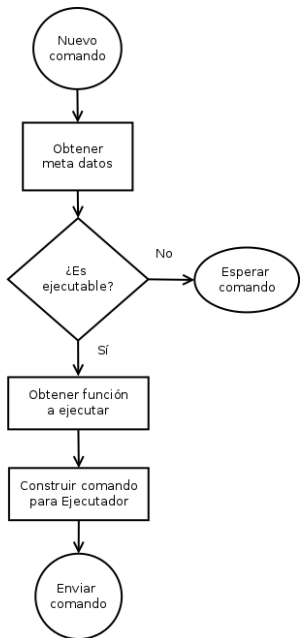 Nuevo
comando
Obtener
meta datos
¿Es
ejecutable?
No
Esperar
comando
Sí
Obtener función
a ejecutar
Construir comando
para Ejecutador
Enviar
comando